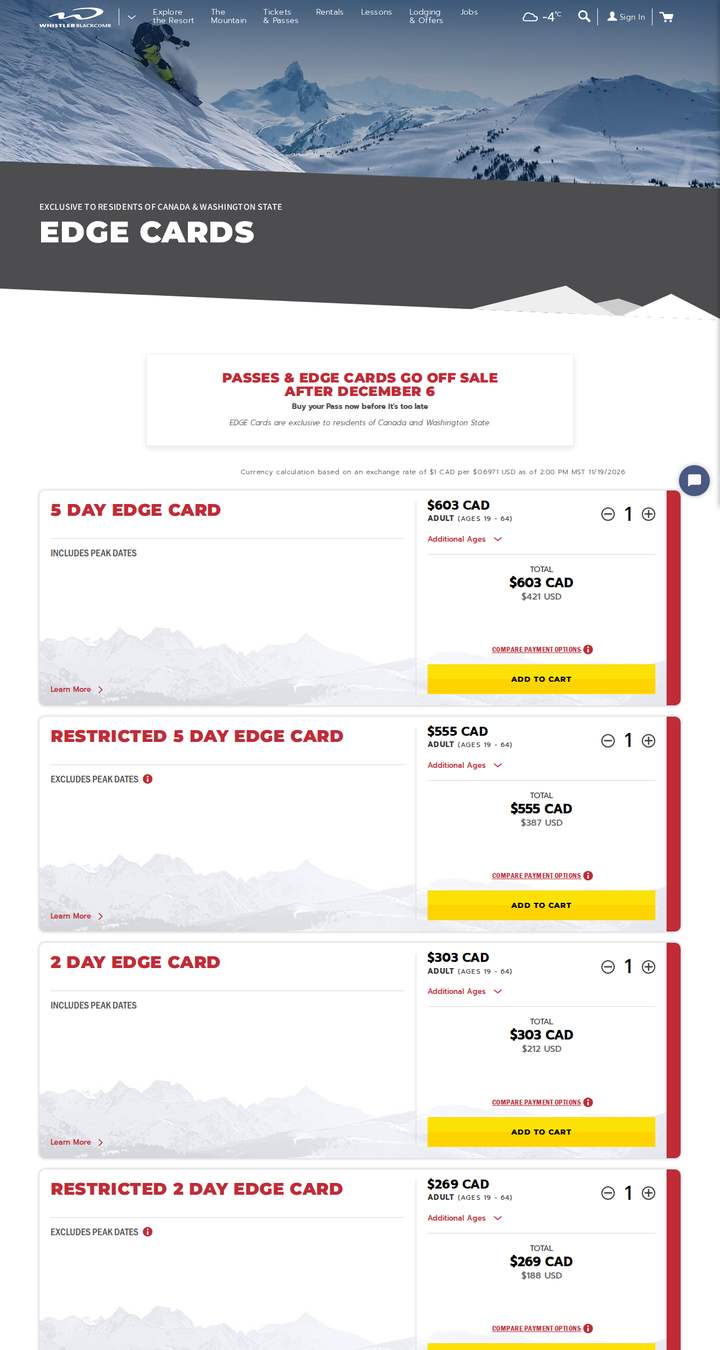 WHISTLERBLACKCOMB
Explore
the Resort
The
Mountain
Tickets
& Passes
Rentals
Lessons
Lodging
& Offers
Jobs
-4°C
Sign In
EXCLUSIVE TO RESIDENTS OF CANADA & WASHINGTON STATE
EDGE CARDS
PASSES & EDGE CARDS GO OFF SALE
AFTER DECEMBER 6
Buy your Pass now before it's too late
EDGE Cards are exclusive to residents of Canada and Washington State
Currency calculation based on an exchange rate of $1 CAD per $0.6971 USD as of 2:00 PM MST 11/19/2026
5 DAY EDGE CARD
INCLUDES PEAK DATES
Learn More
$603 CAD
ADULT (AGES 19 - 64)
1
Additional Ages
TOTAL
$603 CAD
$421 USD
COMPARE PAYMENT OPTIONS
ADD TO CART
RESTRICTED 5 DAY EDGE CARD
EXCLUDES PEAK DATES
Learn More
$555 CAD
ADULT (AGES 19 - 64)
1
Additional Ages
TOTAL
$555 CAD
$387 USD
COMPARE PAYMENT OPTIONS
ADD TO CART
2 DAY EDGE CARD
INCLUDES PEAK DATES
Learn More
$303 CAD
ADULT (AGES 19 - 64)
1
Additional Ages
TOTAL
$303 CAD
$212 USD
COMPARE PAYMENT OPTIONS
ADD TO CART
RESTRICTED 2 DAY EDGE CARD
EXCLUDES PEAK DATES
$269 CAD
ADULT (AGES 19 - 64)
1
Additional Ages
TOTAL
$269 CAD
$188 USD
COMPARE PAYMENT OPTIONS